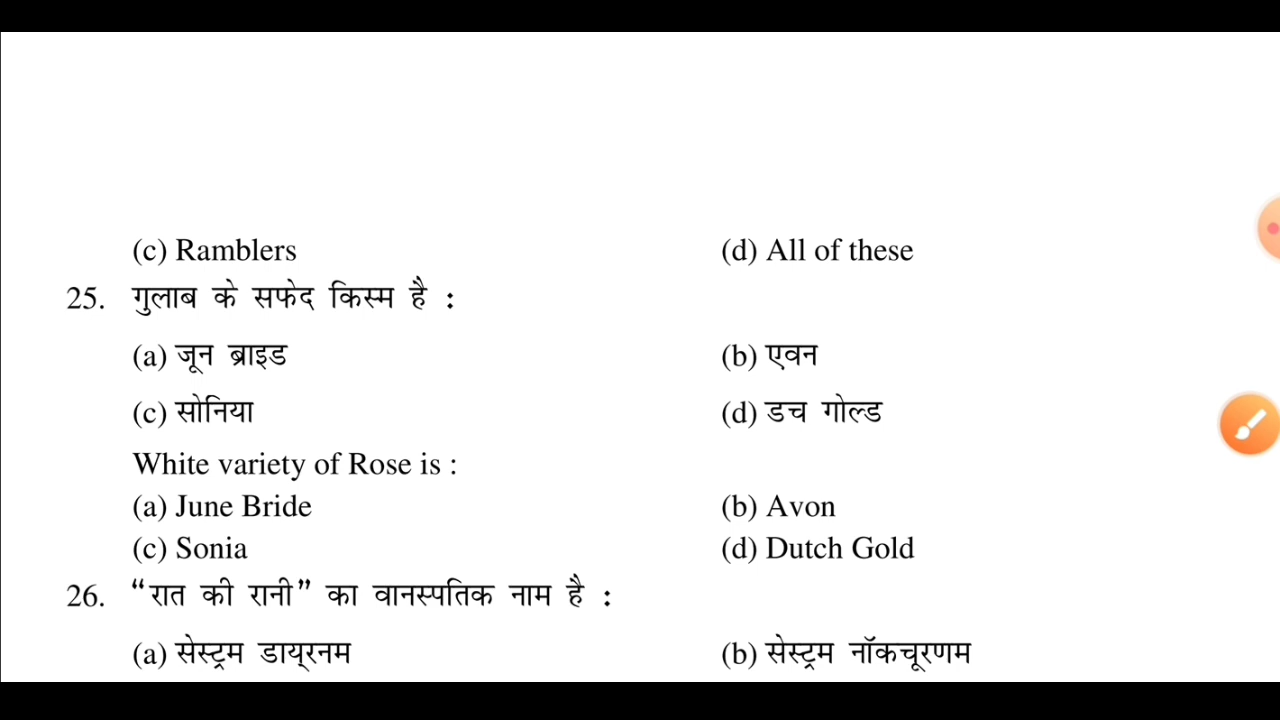 (c) Ramblers (d) All of these
25. गुलाब के सफेद किस्म है :
(a) जून ब्राइड (b) एवन
(c) सोनिया (d) डच गोल्ड
White variety of Rose is :
(a) June Bride (b) Avon
(c) Sonia (d) Dutch Gold
26. “रात की रानी” का वानस्पतिक नाम है :
(a) सेस्ट्रम डाय्रनम (b) सेस्ट्रम नॉकचूरणम